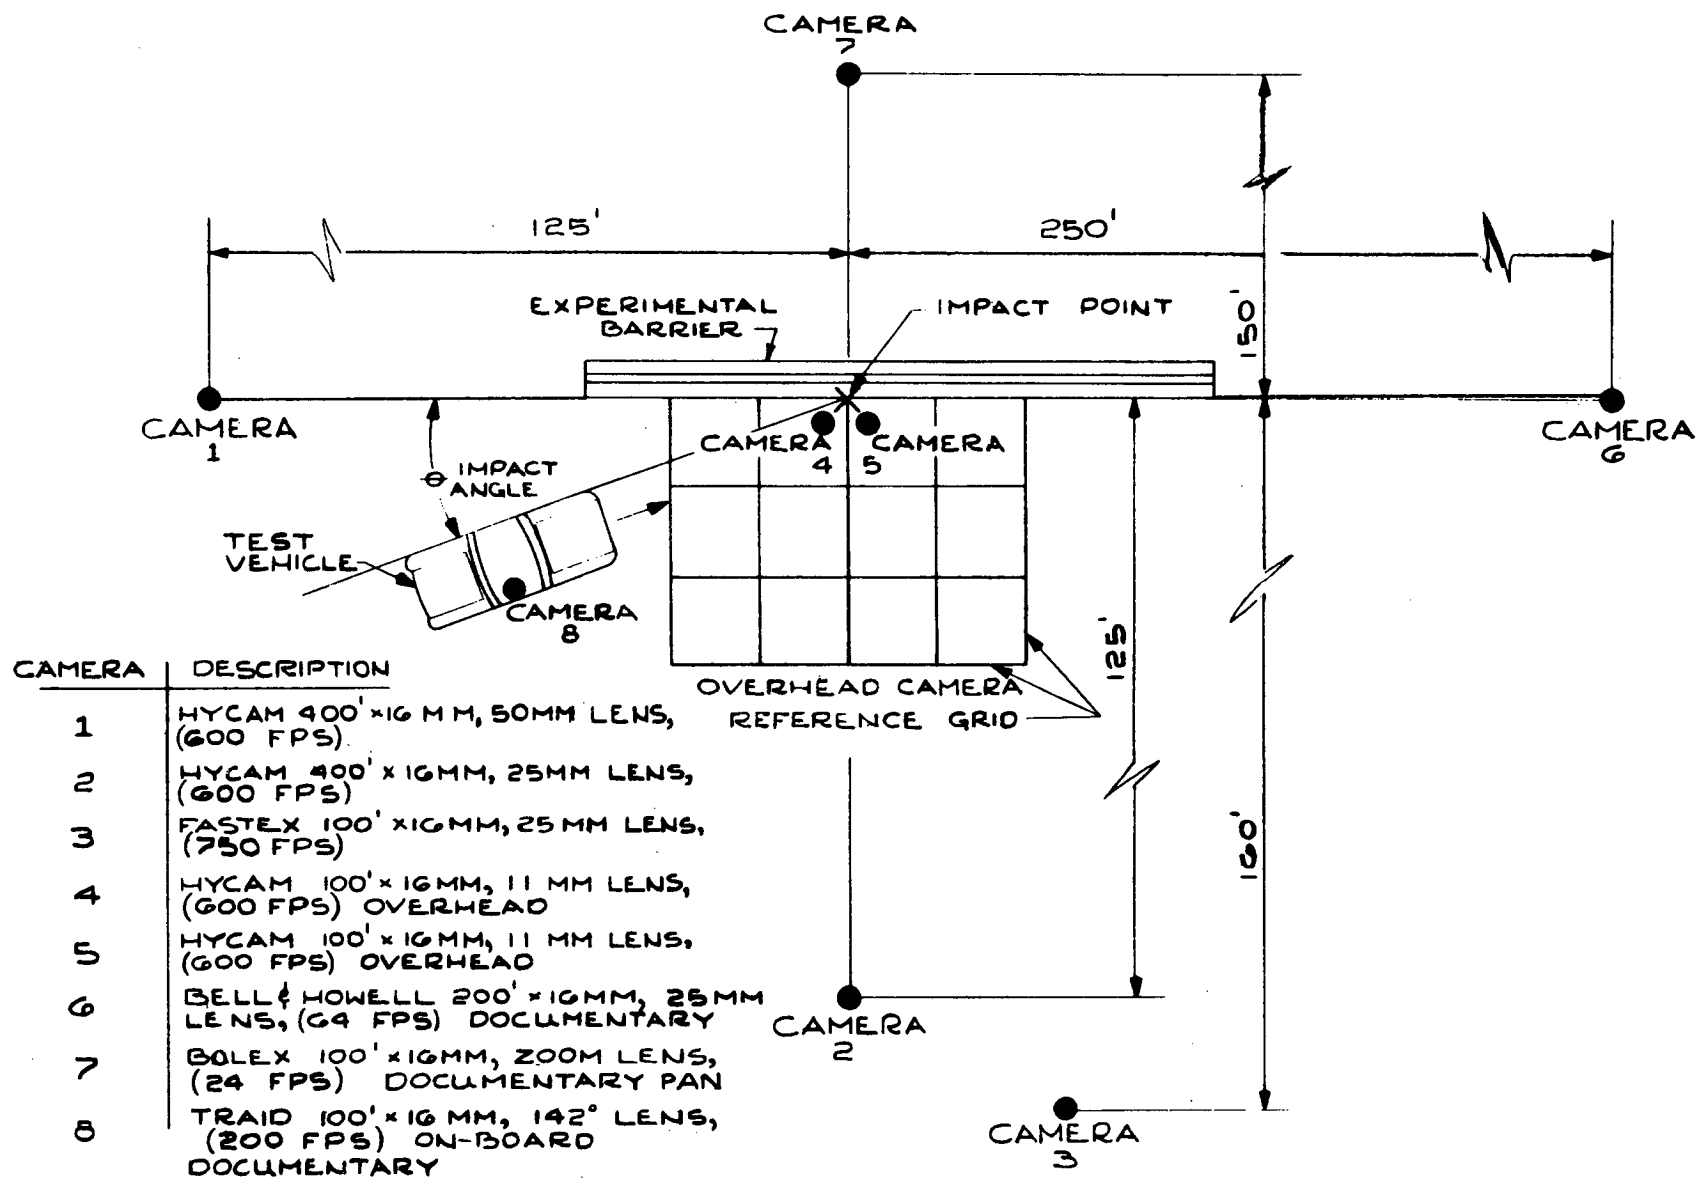 CAMERA
7
125'
250'
EXPERIMENTAL
BARRIER
IMPACT POINT
150'
CAMERA
1
CAMERA
4
CAMERA
5
CAMERA
6
θ IMPACT
ANGLE
TEST
VEHICLE
CAMERA
8
125'
OVERHEAD CAMERA
REFERENCE GRID
160'
CAMERA
2
CAMERA
3
CAMERA | DESCRIPTION
1 HYCAM 400' x 16 MM, 50MM LENS,
(600 FPS)
2 HYCAM 400' x 16MM, 25MM LENS,
(600 FPS)
3 FASTEX 100' x 16MM, 25 MM LENS,
(750 FPS)
4 HYCAM 100' x 16MM, 11 MM LENS,
(600 FPS) OVERHEAD
5 HYCAM 100' x 16MM, 11 MM LENS,
(600 FPS) OVERHEAD
6 BELL & HOWELL 200' x 16MM, 25MM
LENS, (64 FPS) DOCUMENTARY
7 BOLEX 100' x 16MM, ZOOM LENS,
(24 FPS) DOCUMENTARY PAN
8 TRAID 100' x 16 MM, 142° LENS,
(200 FPS) ON-BOARD
DOCUMENTARY